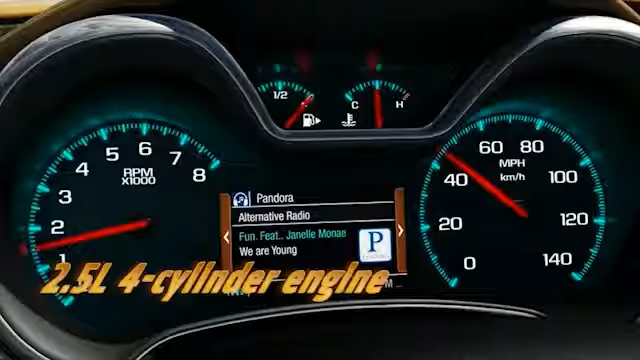 1/2
C H
1 2 3 4 5 6 7 8
RPM
X1000
Pandora
Alternative Radio
Fun. Feat.. Janelle Monae
We are Young
P
0 20 40 60 80 100 120 140
MPH
km/h
2.5L 4-cylinder engine